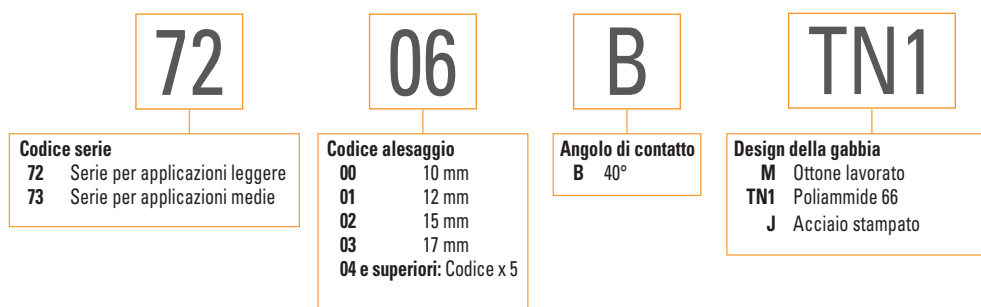 72 06 B TN1
Codice serie
72 Serie per applicazioni leggere
73 Serie per applicazioni medie
Codice alesaggio
00 10 mm
01 12 mm
02 15 mm
03 17 mm
04 e superiori: Codice x 5
Angolo di contatto
B 40°
Design della gabbia
M Ottone lavorato
TN1 Poliammide 66
J Acciaio stampato